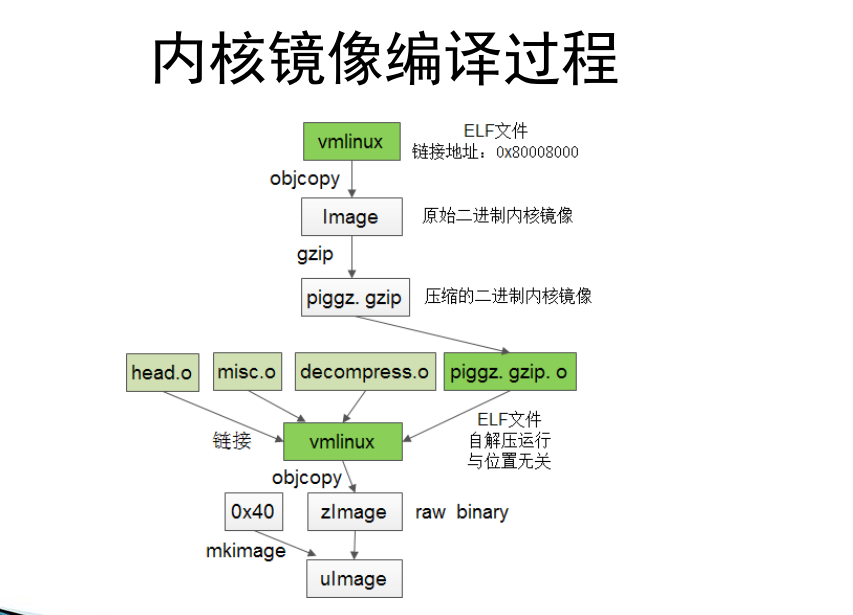 内核镜像编译过程
vmlinux
ELF文件
链接地址：0x80008000
objcopy
Image
原始二进制内核镜像
gzip
piggz. gzip
压缩的二进制内核镜像
head.o
misc.o
decompress.o
piggz. gzip. o
链接
vmlinux
ELF文件
自解压运行
与位置无关
objcopy
0x40
zImage
raw binary
mkimage
uImage